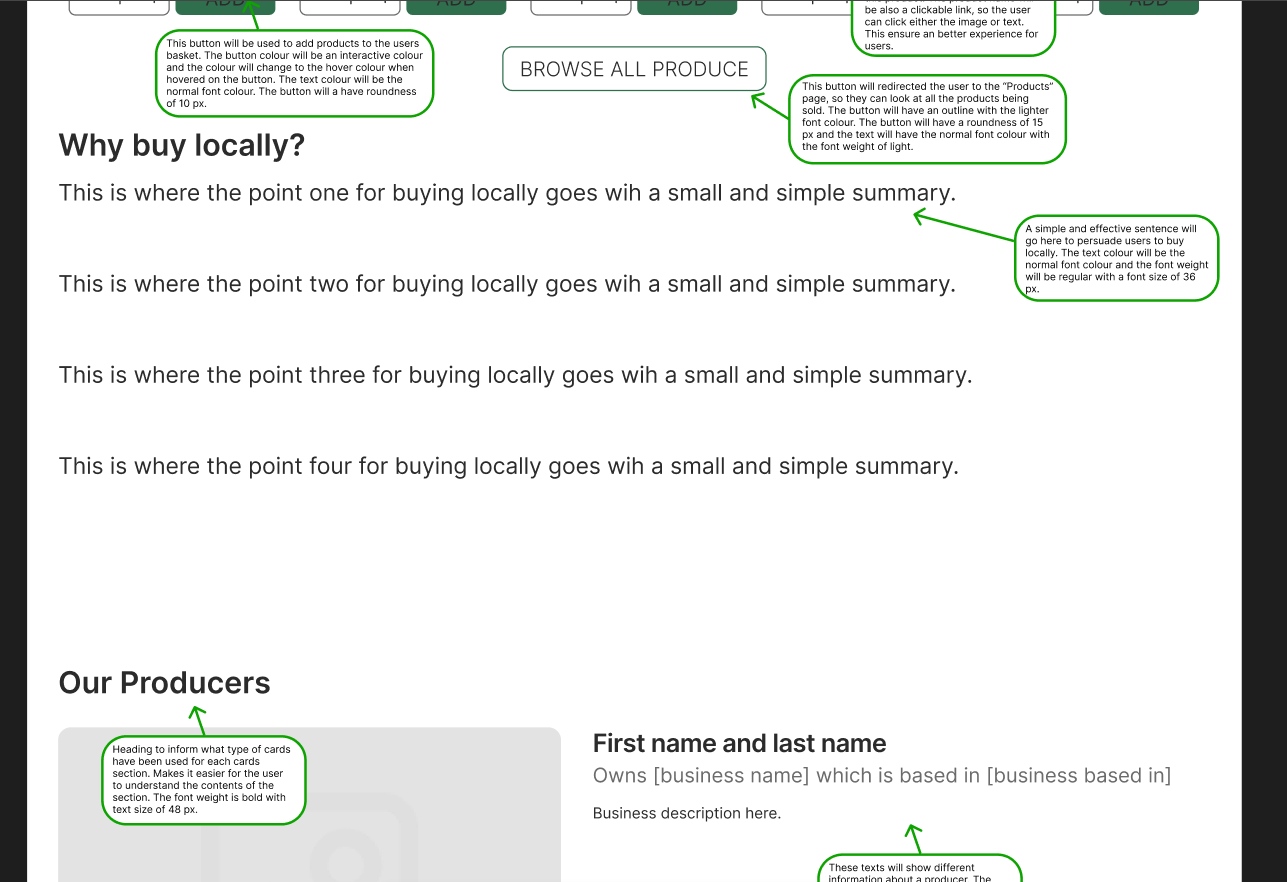 ADD
ADD
ADD
ADD
be also a clickable link, so the user
can click either the image or text.
This ensure an better experience for
users.
This button will be used to add products to the users
basket. The button colour will be an interactive colour
and the colour will change to the hover colour when
hovered on the button. The text colour will be the
normal font colour. The button will a have roundness
of 10 px.
BROWSE ALL PRODUCE
This button will redirected the user to the “Products”
page, so they can look at all the products being
sold. The button will have an outline with the lighter
font colour. The button will have a roundness of 15
px and the text will have the normal font colour with
the font weight of light.
Why buy locally?
This is where the point one for buying locally goes wih a small and simple summary.
A simple and effective sentence will
go here to persuade users to buy
locally. The text colour will be the
normal font colour and the font weight
will be regular with a font size of 36
px.
This is where the point two for buying locally goes wih a small and simple summary.
This is where the point three for buying locally goes wih a small and simple summary.
This is where the point four for buying locally goes wih a small and simple summary.
Our Producers
Heading to inform what type of cards
have been used for each cards
section. Makes it easier for the user
to understand the contents of the
section. The font weight is bold with
text size of 48 px.
First name and last name
Owns [business name] which is based in [business based in]
Business description here.
These texts will show different
information about a producer. The